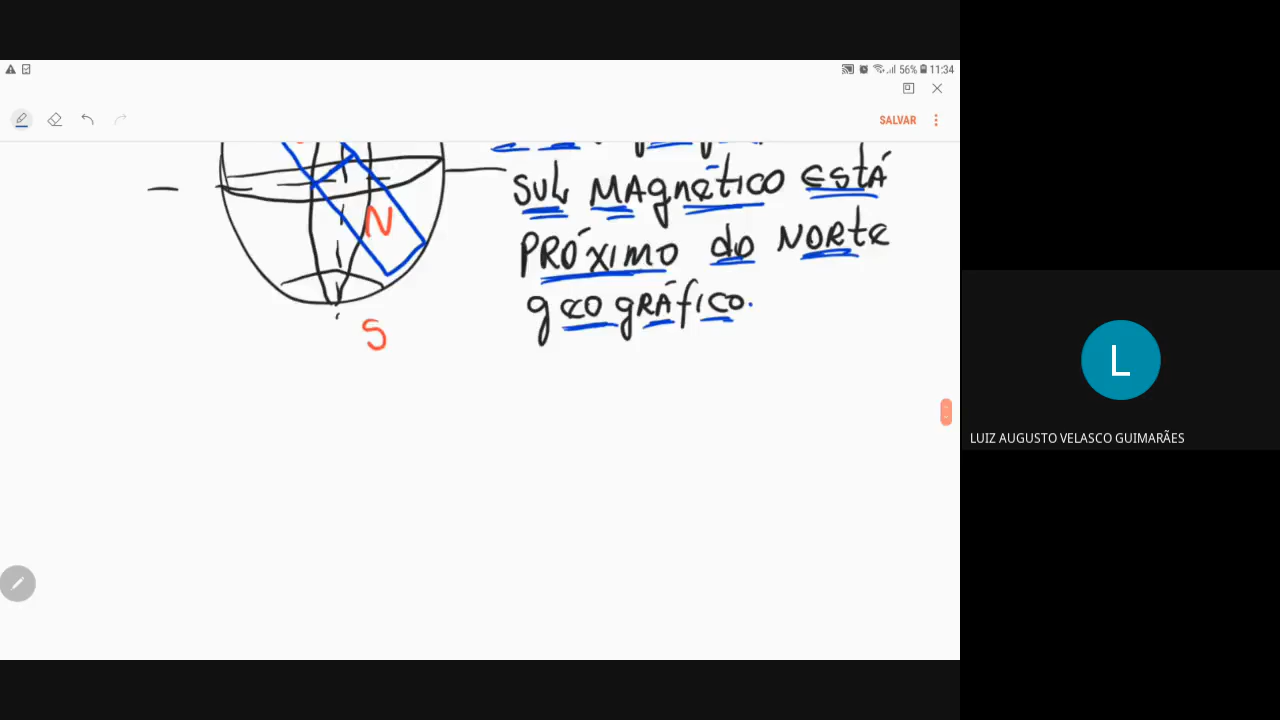 56% 11:34
SALVAR
SUL MAgnético está
PRÓXIMO do NORte
N
geográfico.
S
L
LUIZ AUGUSTO VELASCO GUIMARÃES